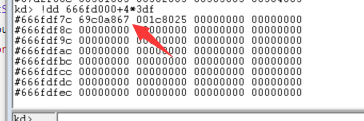 kd> !dd 666fd000+4*3df
#666fdf7c 69c0a867 001c8025 00000000 00000000
#666fdf8c 00000000 00000000 00000000 00000000
#666fdf9c 00000000 00000000 00000000 00000000
#666fdfac 00000000 00000000 00000000 00000000
#666fdfbc 00000000 00000000 00000000 00000000
#666fdfcc 00000000 00000000 00000000 00000000
#666fdfdc 00000000 00000000 00000000 00000000
#666fdfec 00000000 00000000 00000000 00000000
kd>